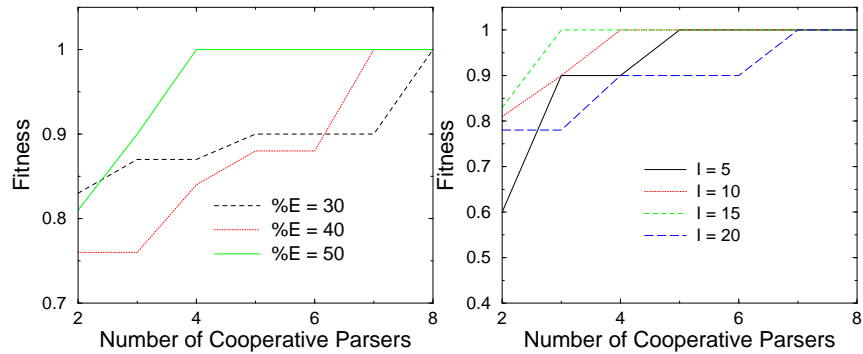 1
0.9
0.8
0.7
2
4
6
8
Fitness
Number of Cooperative Parsers
%E = 30
%E = 40
%E = 50
1
0.9
0.8
0.7
0.6
0.5
0.4
2
4
6
8
Fitness
Number of Cooperative Parsers
I = 5
I = 10
I = 15
I = 20